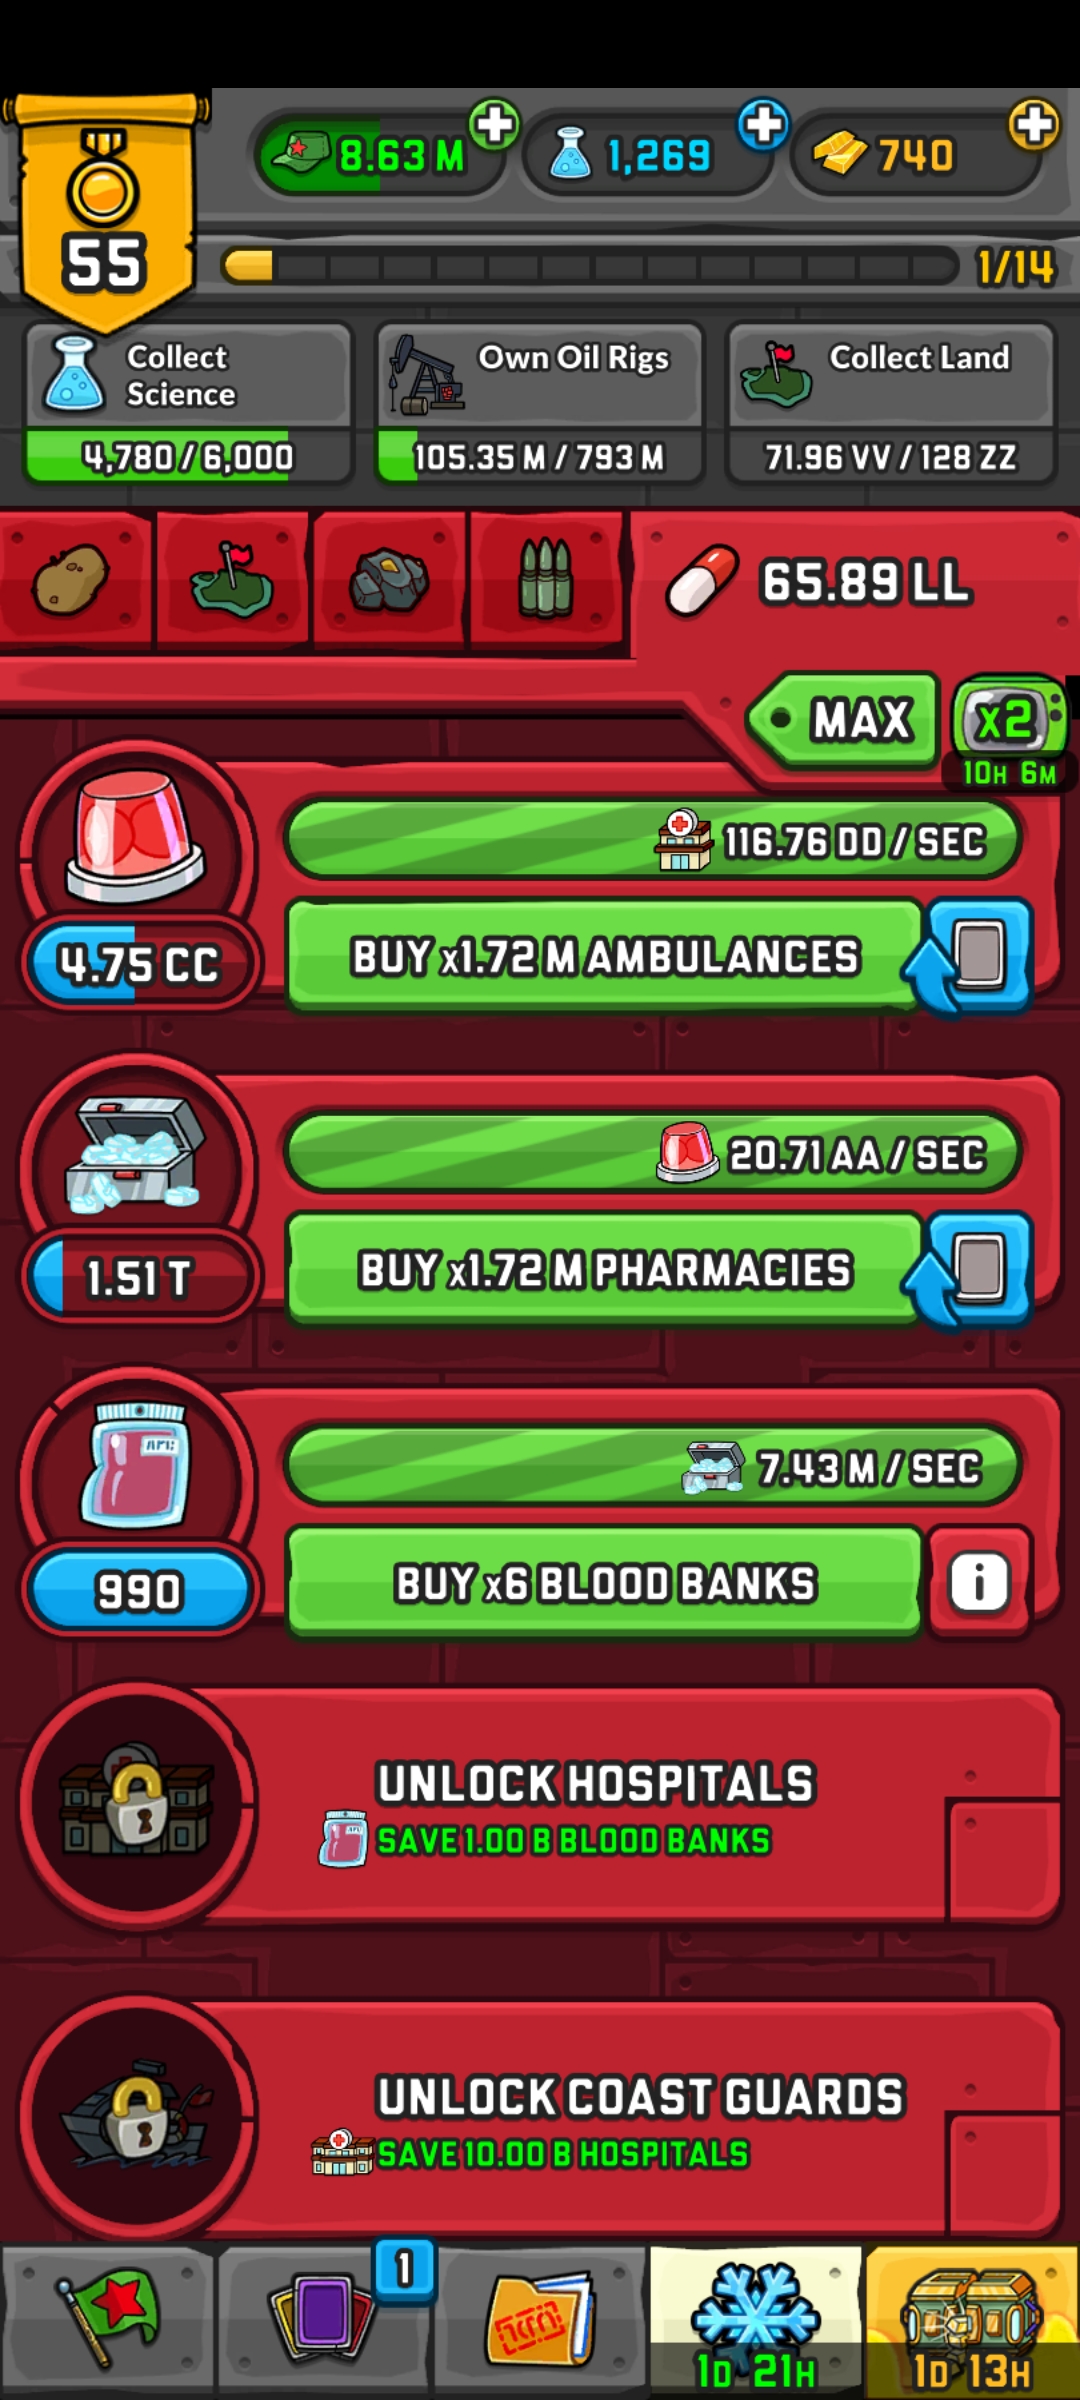 8.63 M
1,269
740
55
1/14
Collect
Science
4,780 / 6,000
Own Oil Rigs
105.35 M / 793 M
Collect Land
71.96 VV / 128 ZZ
65.89 LL
MAX
x2
10H 6M
116.76 DD / SEC
4.75 CC
BUY x1.72 M AMBULANCES
20.71 AA / SEC
1.51 T
BUY x1.72 M PHARMACIES
7.43 M / SEC
990
BUY x6 BLOOD BANKS
i
UNLOCK HOSPITALS
SAVE 1.00 B BLOOD BANKS
UNLOCK COAST GUARDS
SAVE 10.00 B HOSPITALS
1
1D 21H
1D 13H